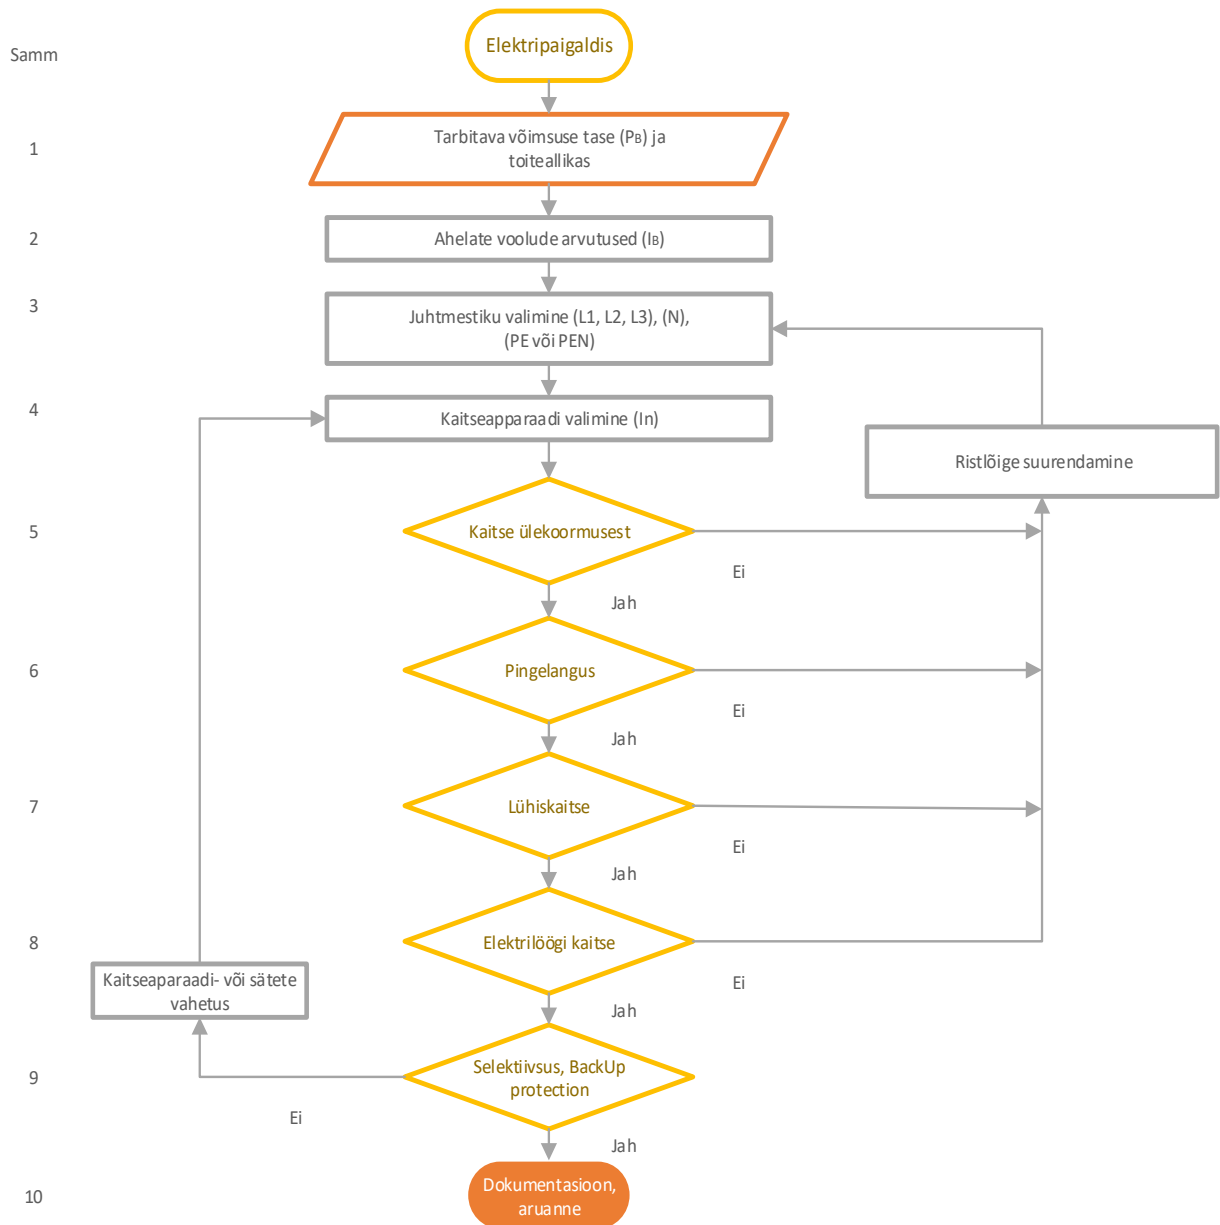 Elektripaigaldis
Samm
1
Tarbitava võimsuse tase (PB) ja
toiteallikas
2
Ahelate voolude arvutused (IB)
3
Juhtmestiku valimine (L1, L2, L3), (N),
(PE või PEN)
4
Kaitseapparaadi valimine (In)
Ristlõige suurendamine
5
Kaitse ülekoormusest
Ei
Jah
6
Pingelangus
Ei
Jah
7
Lühiskaitse
Ei
Jah
8
Elektrilöögi kaitse
Ei
Kaitseaparaadi- või sätete
vahetus
Jah
9
Selektiivsus, BackUp
protection
Ei
Jah
10
Dokumentasioon,
aruanne